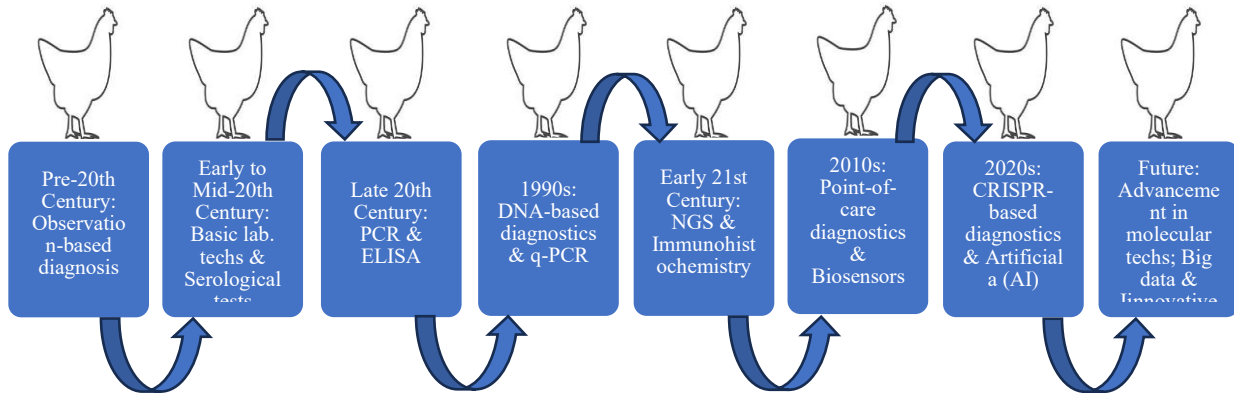 Pre-20th
Century:
Observatio
n-based
diagnosis
Early to
Mid-20th
Century:
Basic lab.
techs &
Serological
tests
Late 20th
Century:
PCR &
ELISA
1990s:
DNA-based
diagnostics
& q-PCR
Early 21st
Century:
NGS &
Immunohist
ochemistry
2010s:
Point-of-
care
diagnostics
&
Biosensors
2020s:
CRISPR-
based
diagnostics
& Artificial
a (AI)
Future:
Advanceme
nt in
molecular
techs; Big
data &
Iinnovative